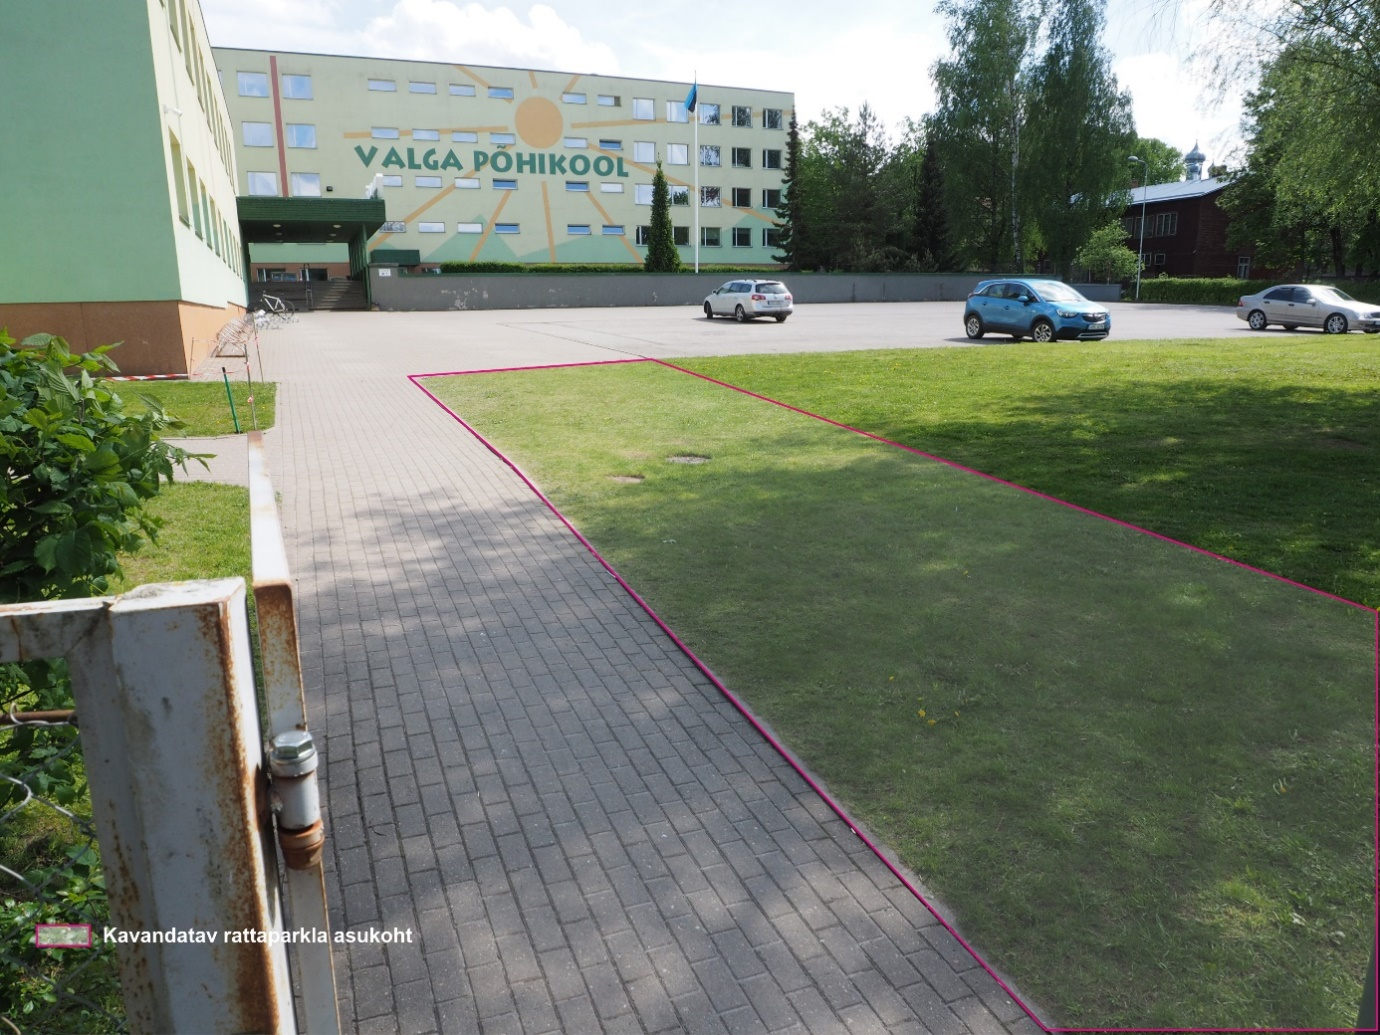 VALGA PÕHIKOOL
Kavandatav rattaparkla asukoht